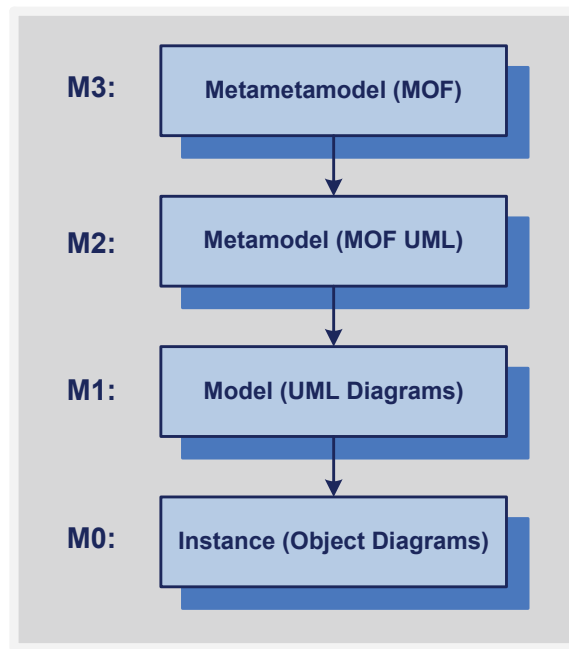 M3: Metametamodel (MOF)
M2: Metamodel (MOF UML)
M1: Model (UML Diagrams)
M0: Instance (Object Diagrams)